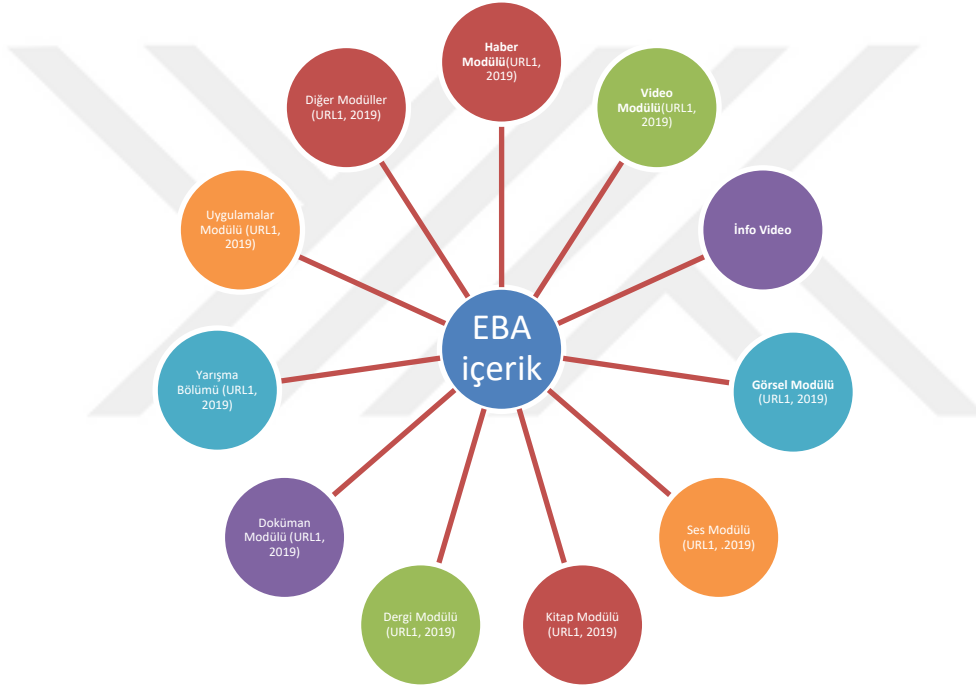 Haber
Modülü(URL1,
2019)
Video
Modülü(URL1,
2019)
İnfo Video
Görsel Modülü
(URL1, 2019)
Ses Modülü
(URL1, .2019)
Kitap Modülü
(URL1, 2019)
Dergi Modülü
(URL1, 2019)
Doküman
Modülü (URL1,
2019)
Yarışma
Bölümü (URL1,
2019)
Uygulamalar
Modülü (URL1,
2019)
Diğer Modüller
(URL1, 2019)
EBA
içerik